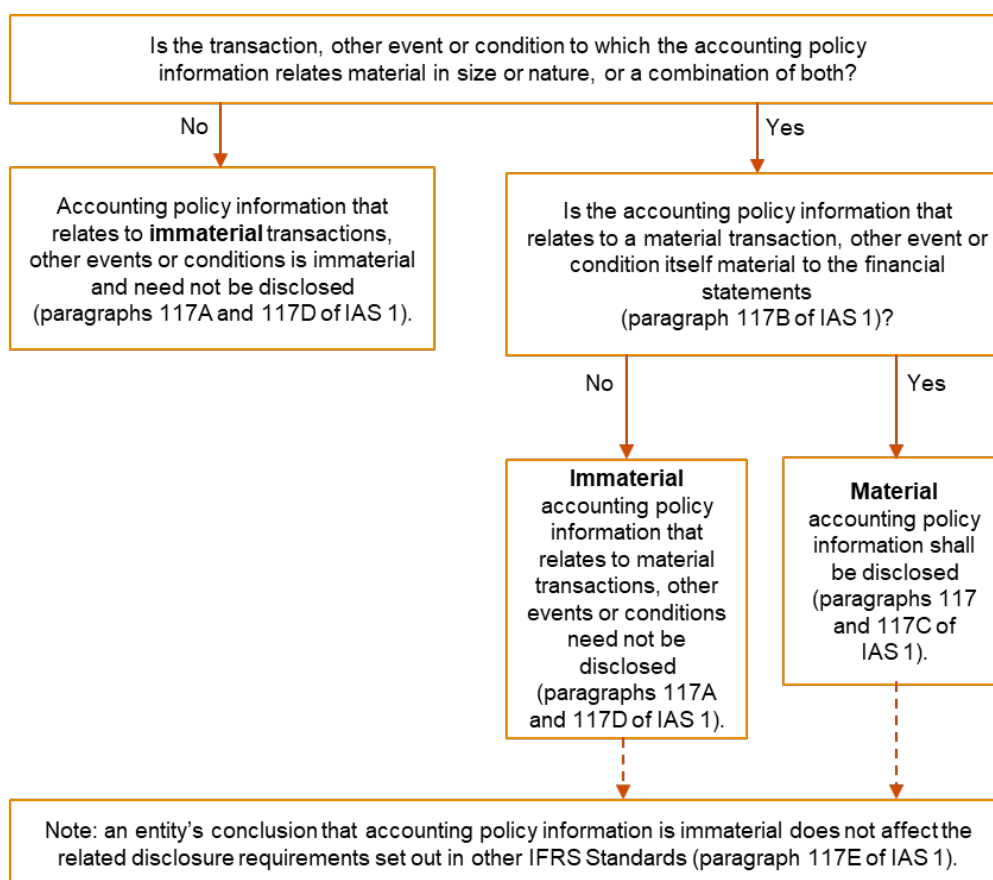 Is the transaction, other event or condition to which the accounting policy
information relates material in size or nature, or a combination of both?
No
Yes
Accounting policy information that
relates to immaterial transactions,
other events or conditions is immaterial
and need not be disclosed
(paragraphs 117A and 117D of IAS 1).
Is the accounting policy information that
relates to a material transaction, other event or
condition itself material to the financial
statements
(paragraph 117B of IAS 1)?
No
Yes
Immaterial
accounting policy
information that
relates to material
transactions, other
events or conditions
need not be
disclosed
(paragraphs 117A
and 117D of IAS 1).
Material
accounting policy
information shall
be disclosed
(paragraphs 117
and 117C of
IAS 1).
Note: an entity's conclusion that accounting policy information is immaterial does not affect the
related disclosure requirements set out in other IFRS Standards (paragraph 117E of IAS 1).